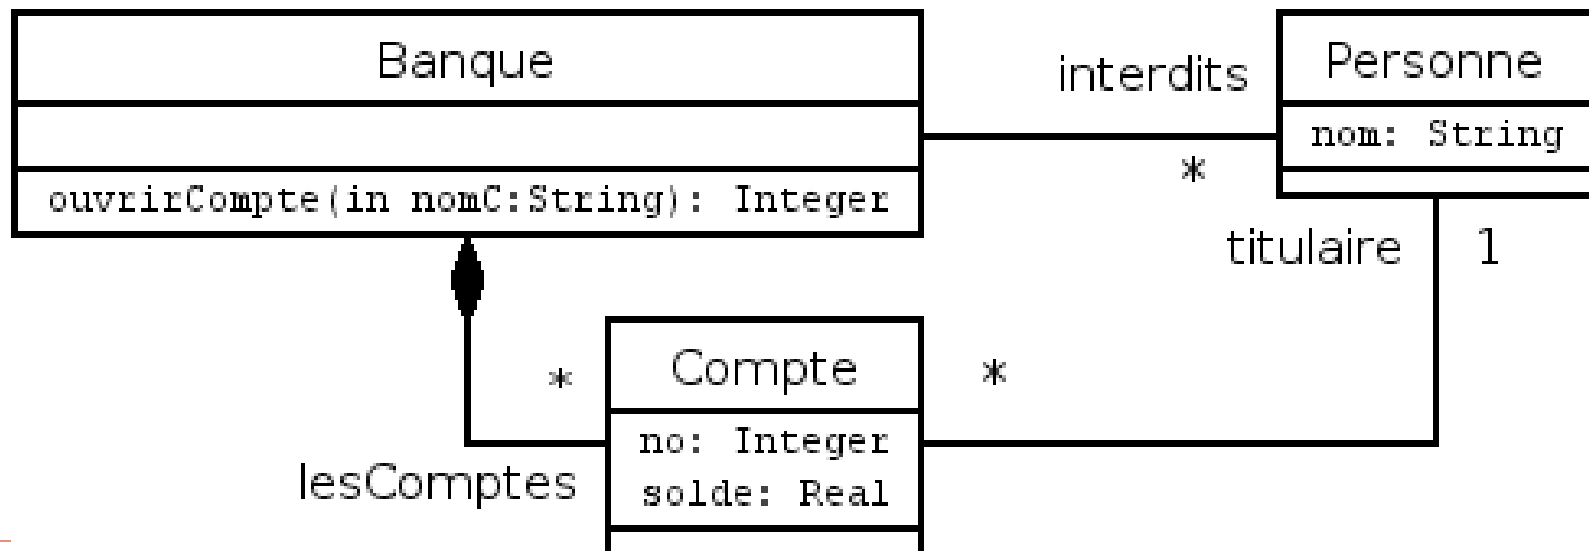 Banque
ouvrirCompte(in nomC:String): Integer
interdits
*
Personne
nom: String
titulaire
1
*
lesComptes
Compte
no: Integer
solde: Real
*